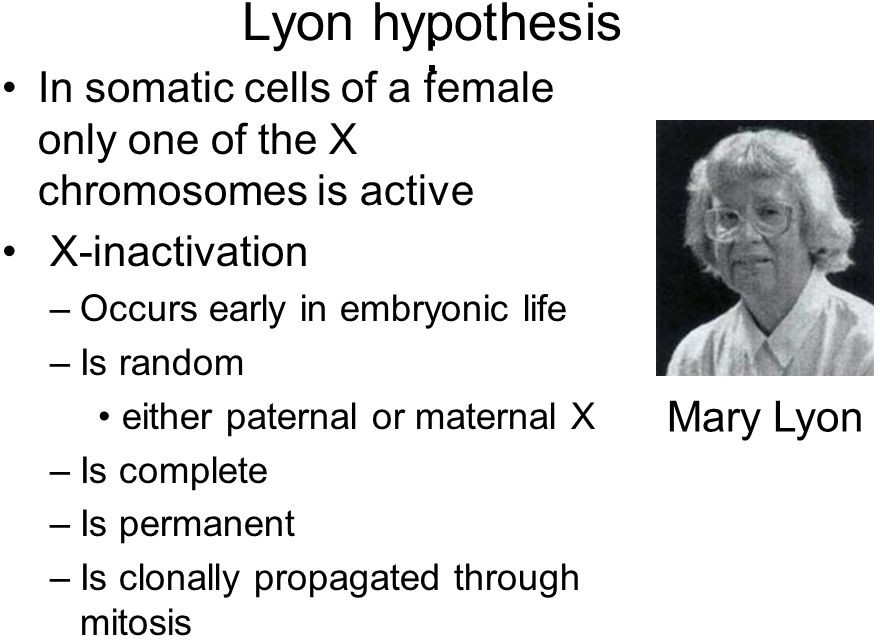 Lyon hypothesis
:
• In somatic cells of a female
only one of the X
chromosomes is active
• X-inactivation
– Occurs early in embryonic life
– Is random
• either paternal or maternal X
– Is complete
– Is permanent
– Is clonally propagated through
mitosis
Mary Lyon